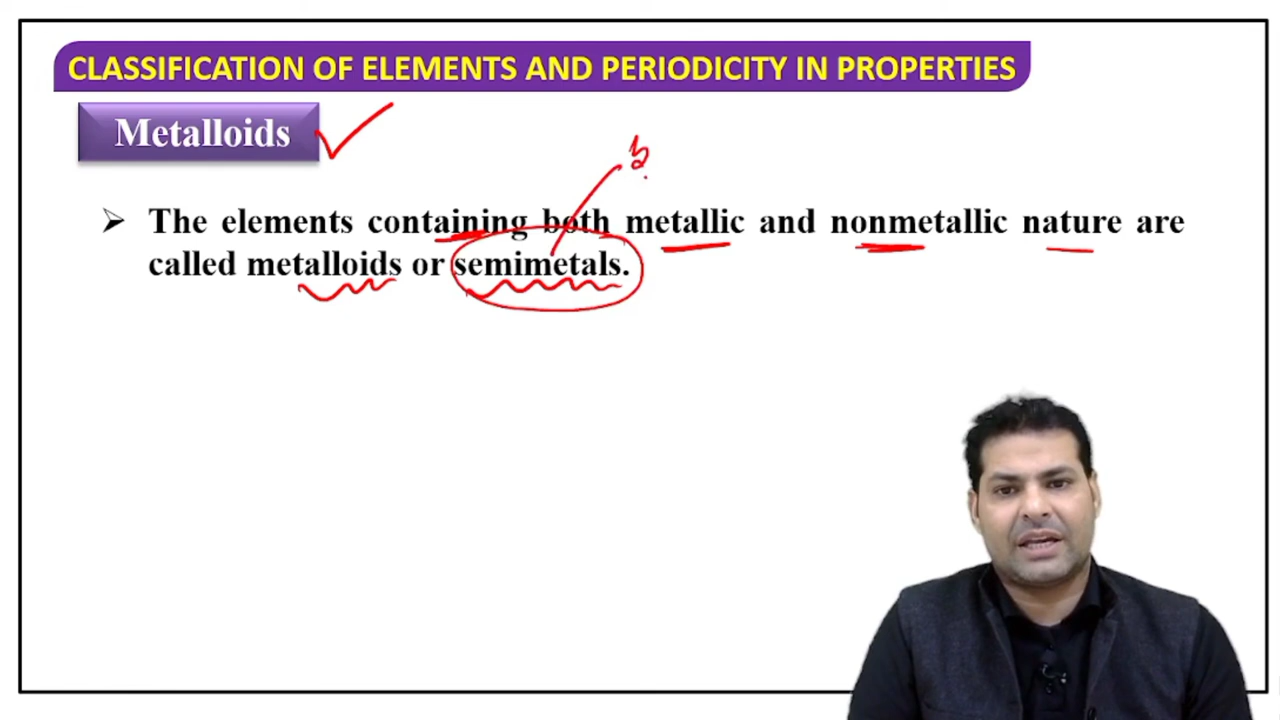 CLASSIFICATION OF ELEMENTS AND PERIODICITY IN PROPERTIES
Metalloids
➢ The elements containing both metallic and nonmetallic nature are
called metalloids or semimetals.